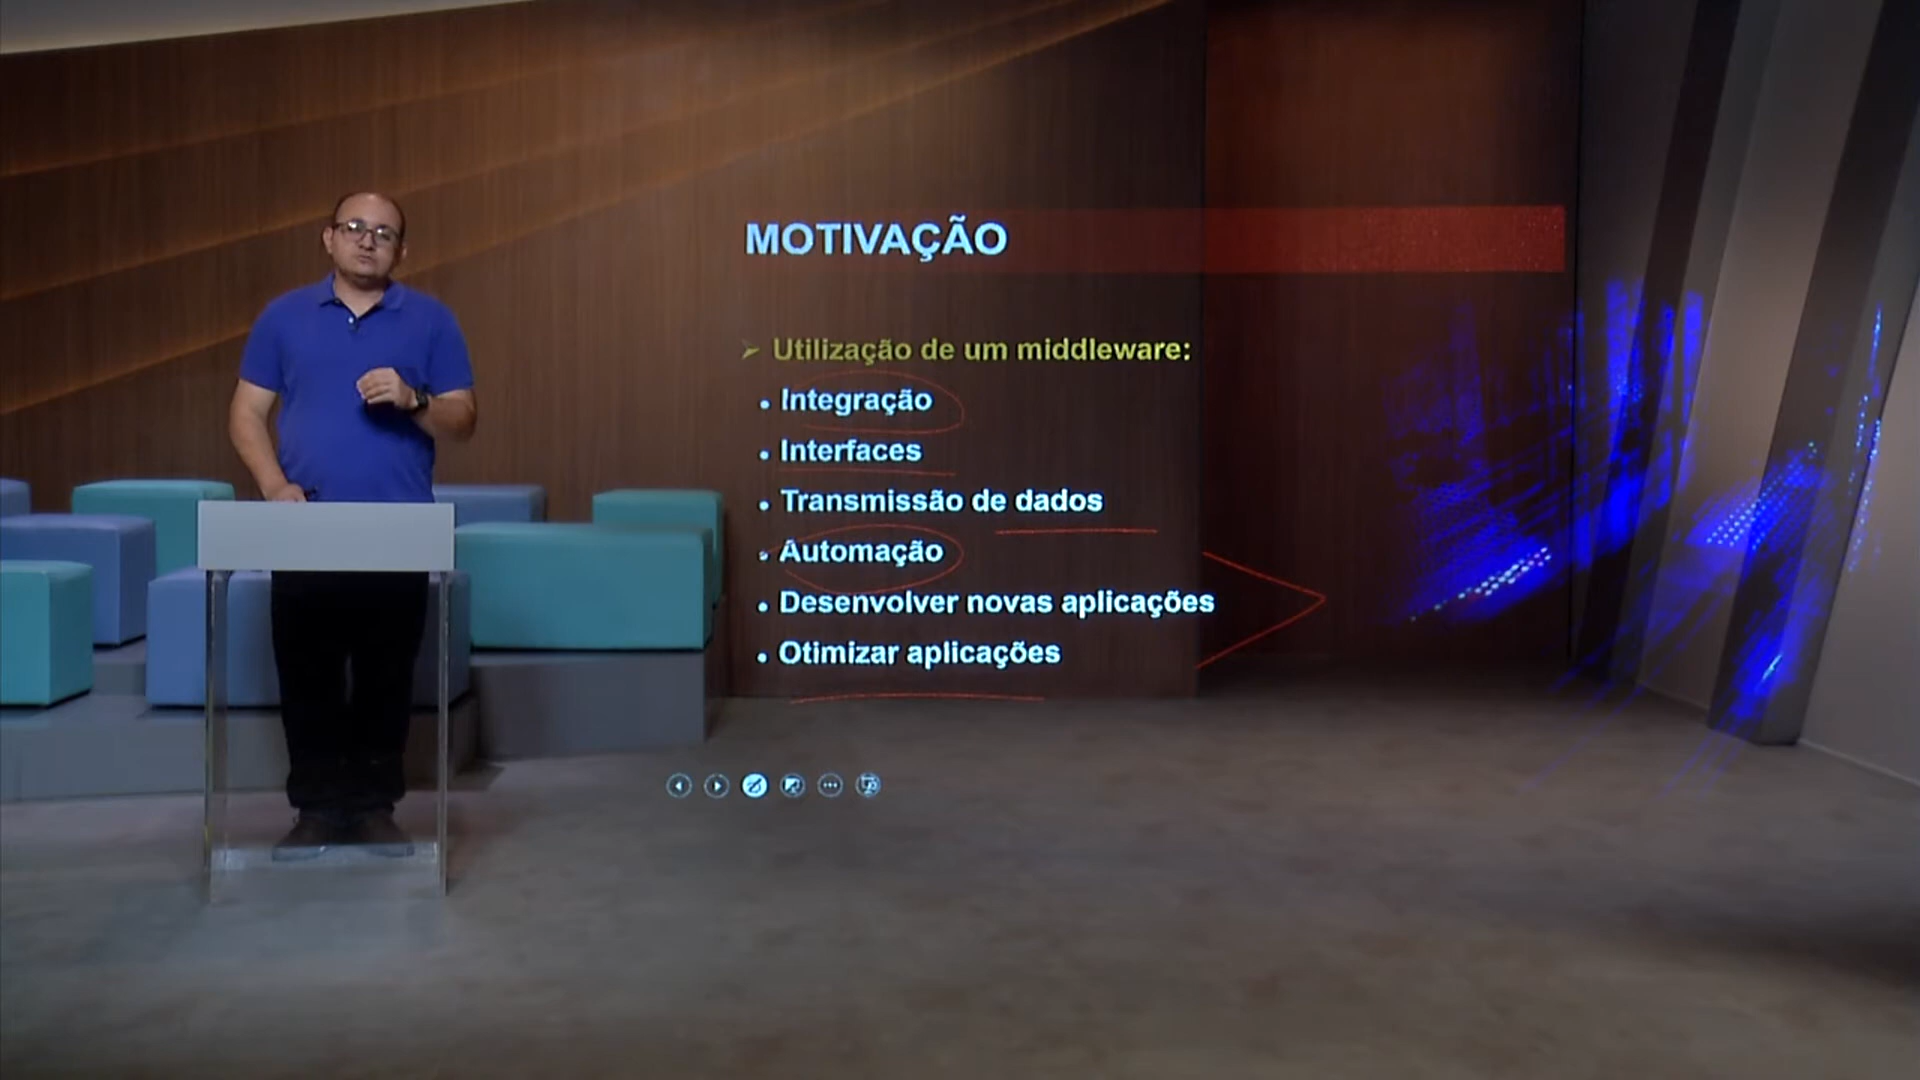 MOTIVAÇÃO
➢ Utilização de um middleware:
• Integração
• Interfaces
• Transmissão de dados
• Automação
• Desenvolver novas aplicações
• Otimizar aplicações